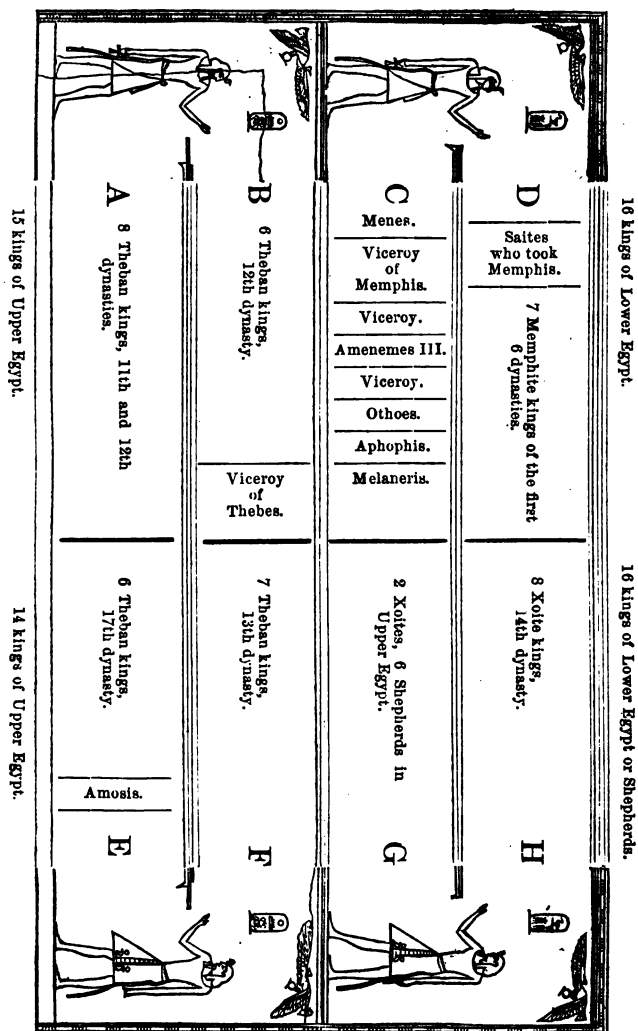 16 kings of Lower Egypt.
16 kings of Lower Egypt or Shepherds.
D
Saites
who took
Memphis.
7 Memphite kings of the first
6 dynasties.
8 Xoite kings,
14th dynasty.
H
C
Menes.
Viceroy
of
Memphis.
Viceroy.
Amenemes III.
Viceroy.
Othoes.
Aphophis.
Melaneris.
2 Xoites, 6 Shepherds in
Upper Egypt.
G
B
6 Theban kings,
12th dynasty.
Viceroy
of
Thebes.
7 Theban kings,
13th dynasty.
F
A
8 Theban kings, 11th and 12th
dynasties.
6 Theban kings,
17th dynasty.
Amosis.
E
15 kings of Upper Egypt.
14 kings of Upper Egypt.